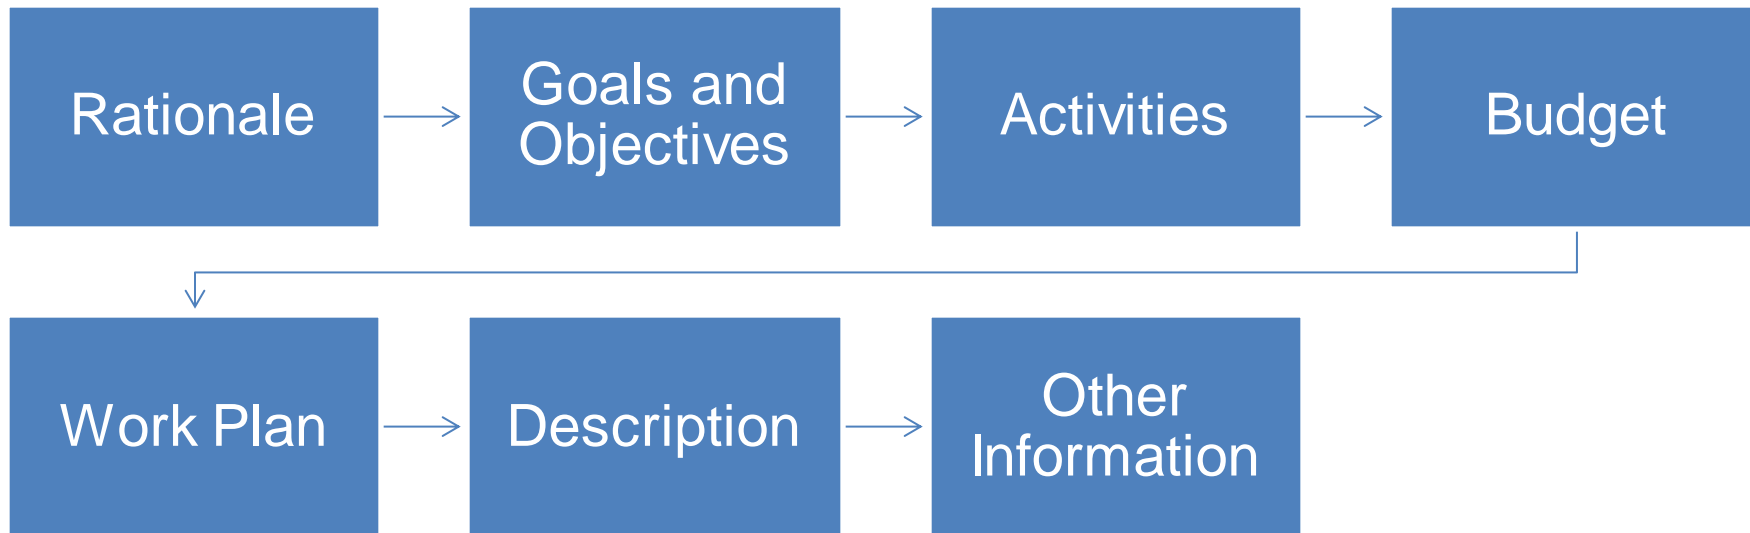 Rationale
Goals and
Objectives
Activities
Budget
Work Plan
Description
Other
Information